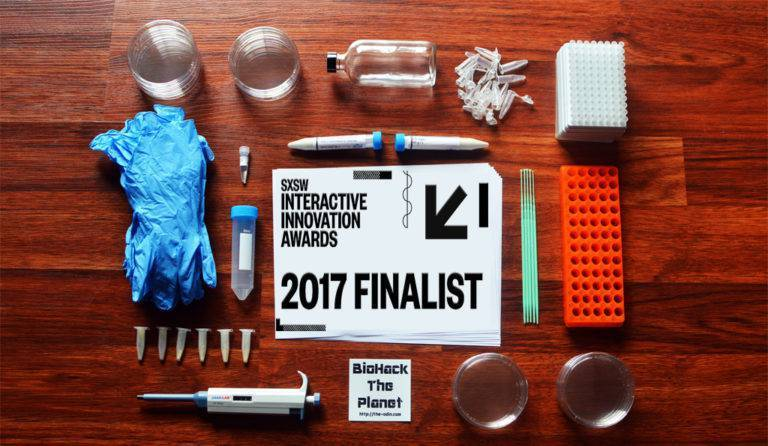 SXSW
INTERACTIVE
INNOVATION
AWARDS
2017 FINALIST
BioHack
The
Planet
http://the-odin.com